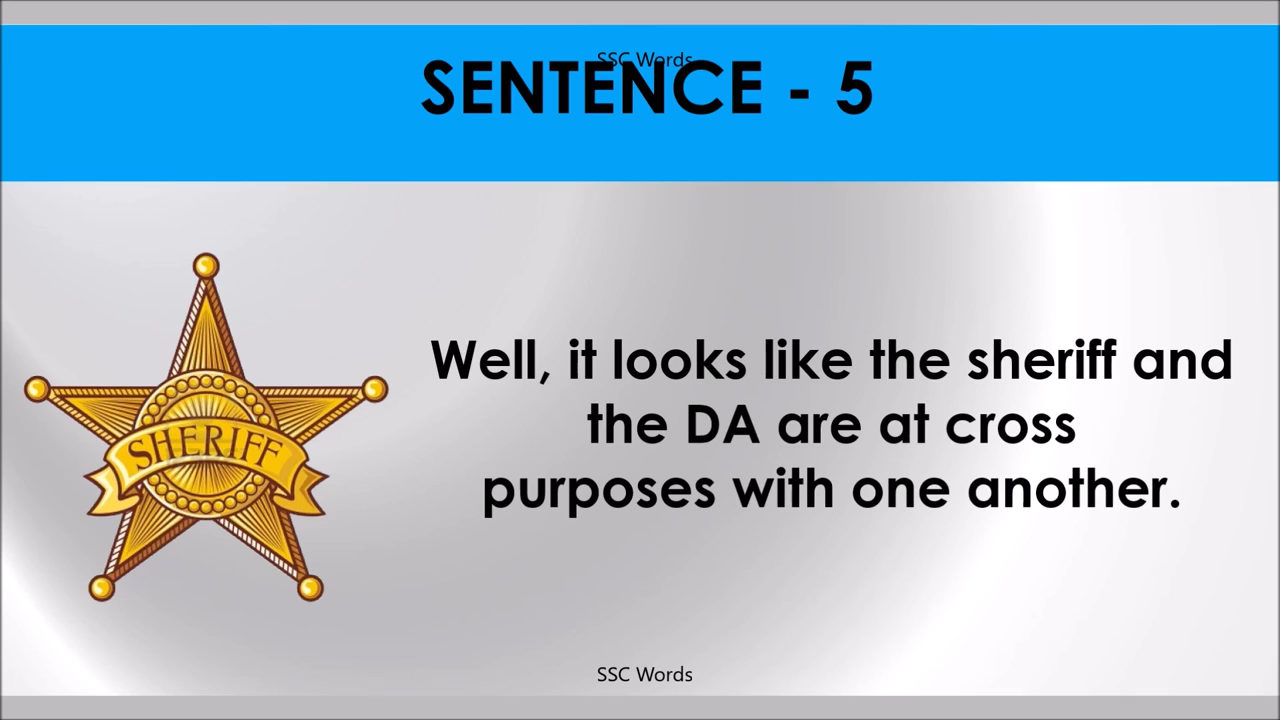 SSC Words
SENTENCE - 5
SHERIFF
Well, it looks like the sheriff and
the DA are at cross
purposes with one another.
SSC Words